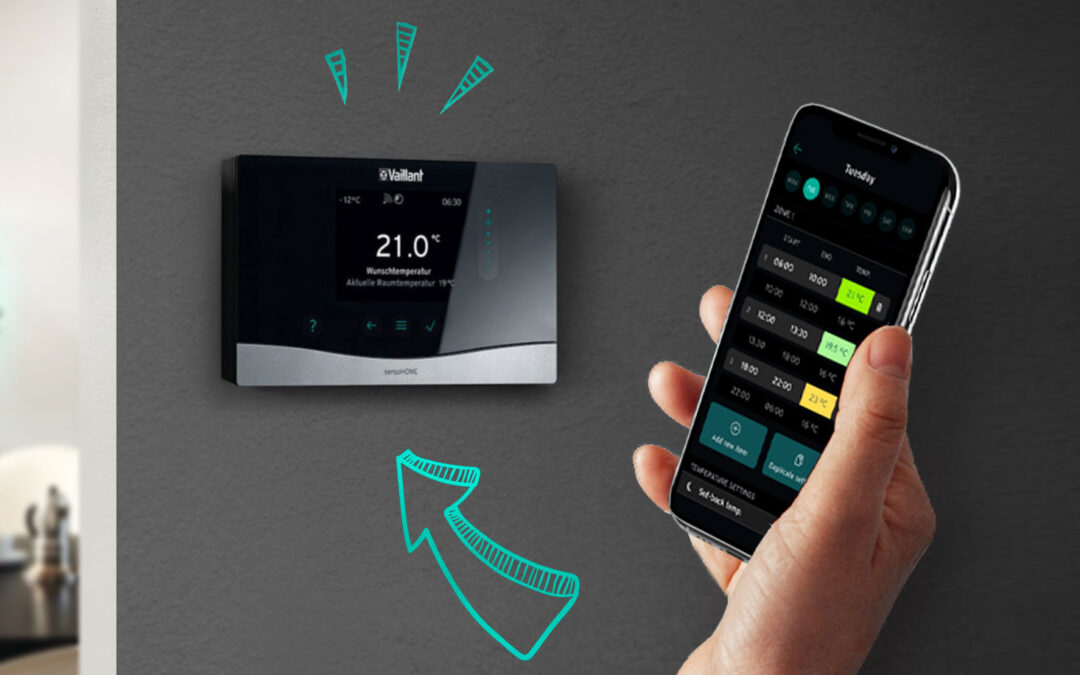 Vaillant
-12°C 06:30
21.0°C
Wunschtemperatur
Aktuelle Raumtemperatur 19°C
?
sensoHOME
Tuesday
MON TUE WED THU FRI SAT SUN
ZONE 1
START END TEMP.
1 06:00 10:00 21 °C
10:00 12:00 16 °C
2 12:00 13:30 19.5 °C
13:30 18:00 16 °C
3 18:00 22:00 23 °C
22:00 06:00 16 °C
Add new item
Duplicate
TEMPERATURE SETTINGS
Set-back temp.